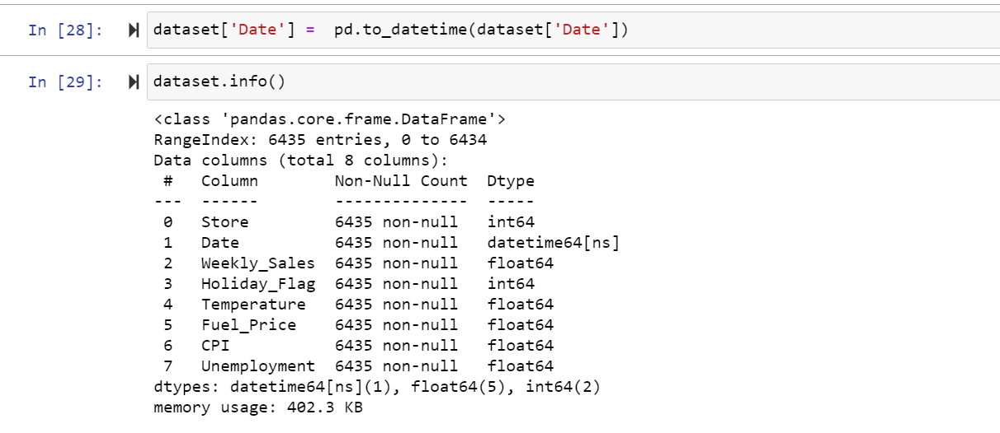 In [28]: dataset['Date'] =  pd.to_datetime(dataset['Date'])
In [29]: dataset.info()
<class 'pandas.core.frame.DataFrame'>
RangeIndex: 6435 entries, 0 to 6434
Data columns (total 8 columns):
 #   Column        Non-Null Count  Dtype
---  ------        --------------  -----
 0   Store         6435 non-null   int64
 1   Date          6435 non-null   datetime64[ns]
 2   Weekly_Sales  6435 non-null   float64
 3   Holiday_Flag  6435 non-null   int64
 4   Temperature   6435 non-null   float64
 5   Fuel_Price    6435 non-null   float64
 6   CPI           6435 non-null   float64
 7   Unemployment  6435 non-null   float64
dtypes: datetime64[ns](1), float64(5), int64(2)
memory usage: 402.3 KB